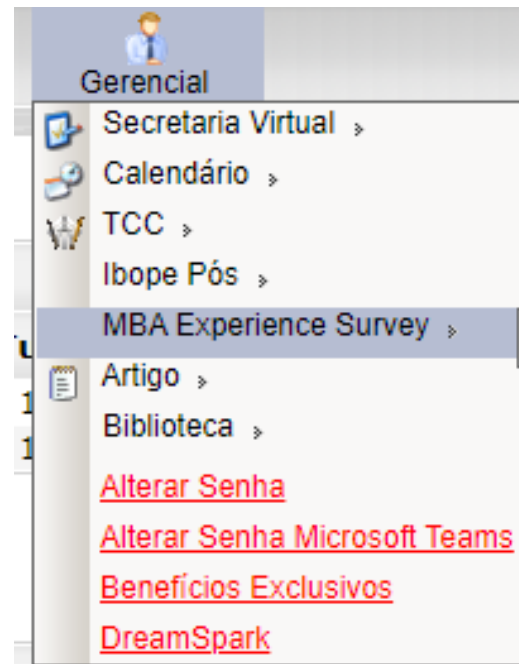 Gerencial
Secretaria Virtual
Calendário
TCC
Ibope Pós
MBA Experience Survey
Artigo
Biblioteca
Alterar Senha
Alterar Senha Microsoft Teams
Benefícios Exclusivos
DreamSpark